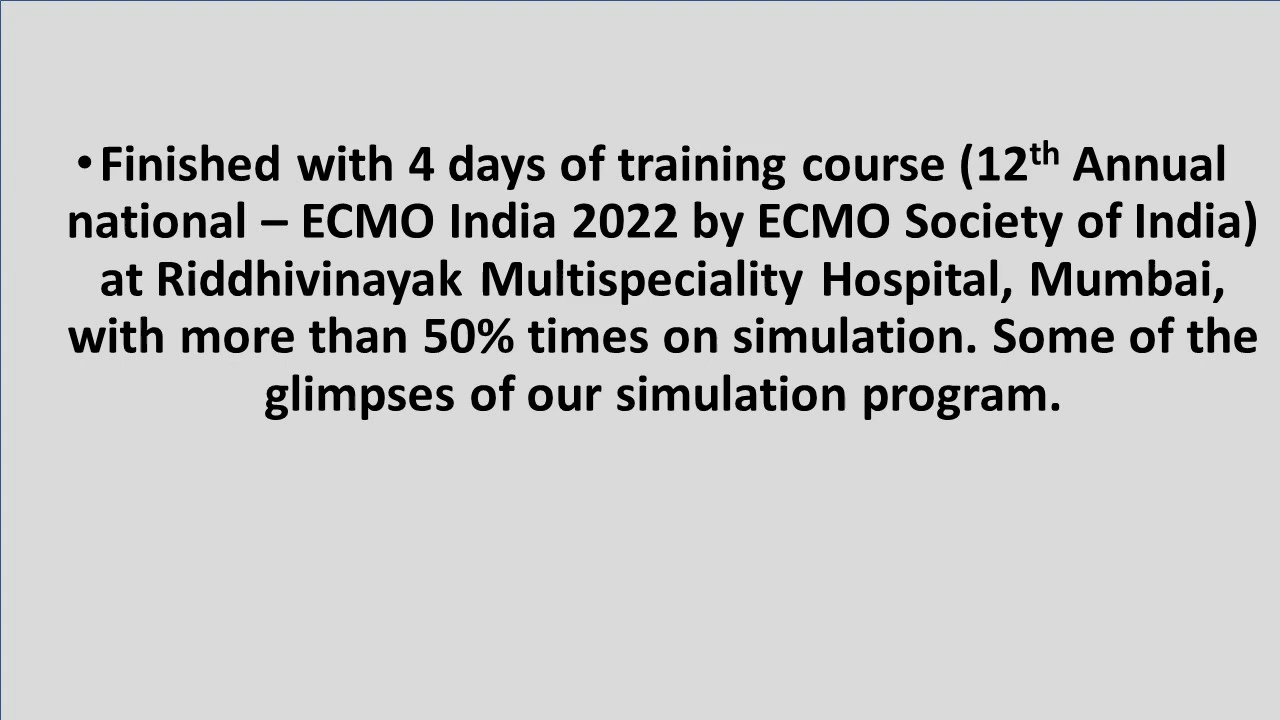 •Finished with 4 days of training course (12th Annual
national – ECMO India 2022 by ECMO Society of India)
at Riddhivinayak Multispeciality Hospital, Mumbai,
with more than 50% times on simulation. Some of the
glimpses of our simulation program.